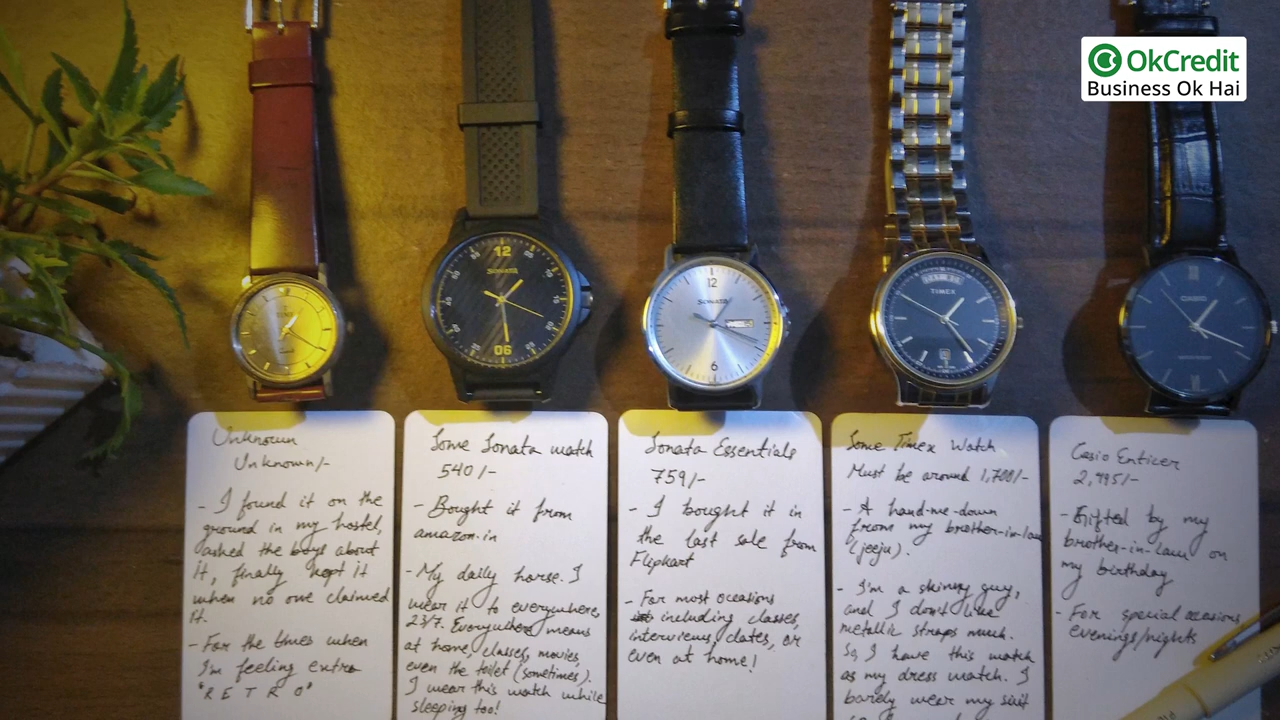 OkCredit
Business Ok Hai
12
SONATA
06
12
SONATA
6
TIMEX
CASIO
Unknown
Unknown/-
- I found it on the
ground in my hostel,
asked the boys about
it, finally kept it
when no one claimed
it.
- For the times when
I'm feeling extra
"R E T R O"
Some Sonata watch
540/-
- Bought it from
amazon.in
- My daily horse. I
wear it to everywhere,
23/7. Everywhere means
at home, classes, movies,
even the toilet (sometimes).
I wear this watch while
sleeping too!
Sonata Essentials
759/-
- I bought it in
the last sale from
Flipkart
- For most occasions
including classes,
interviews, dates, or
even at home!
Some Timex Watch
Must be around 1,700/-
- A hand-me-down
from my brother-in-law
(jeeju).
- I'm a skinny guy,
and I don't like
metallic straps much.
So, I have this watch
as my dress watch. I
barely wear my suit
Casio Enticer
2,495/-
- Gifted by my
brother-in-law on
my birthday
- For special occasions,
evenings/nights